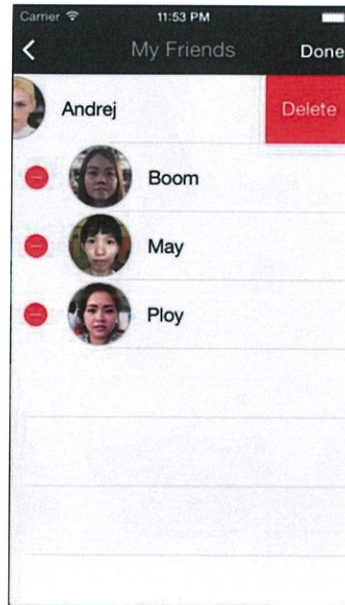 Carrier 11:53 PM
My Friends Done
Andrej Delete
Boom
May
Ploy